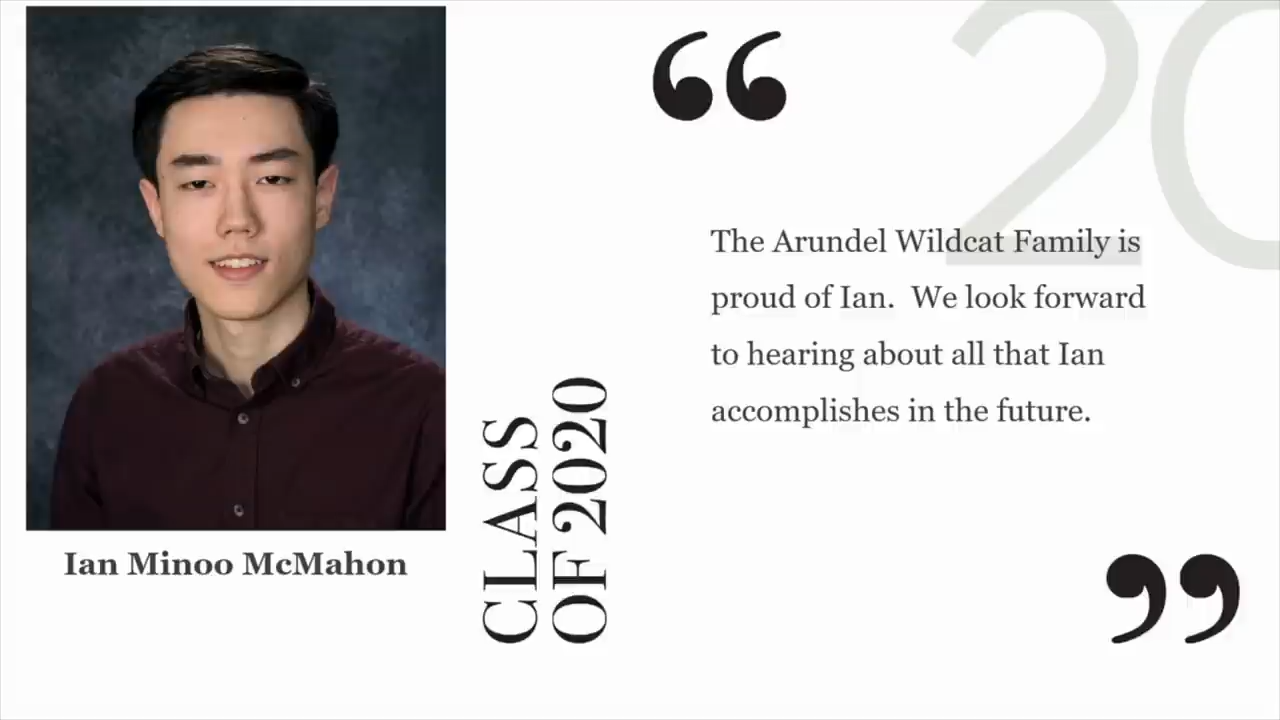 20
“
The Arundel Wildcat Family is
proud of Ian.  We look forward
to hearing about all that Ian
accomplishes in the future.
”
CLASS
OF 2020
Ian Minoo McMahon